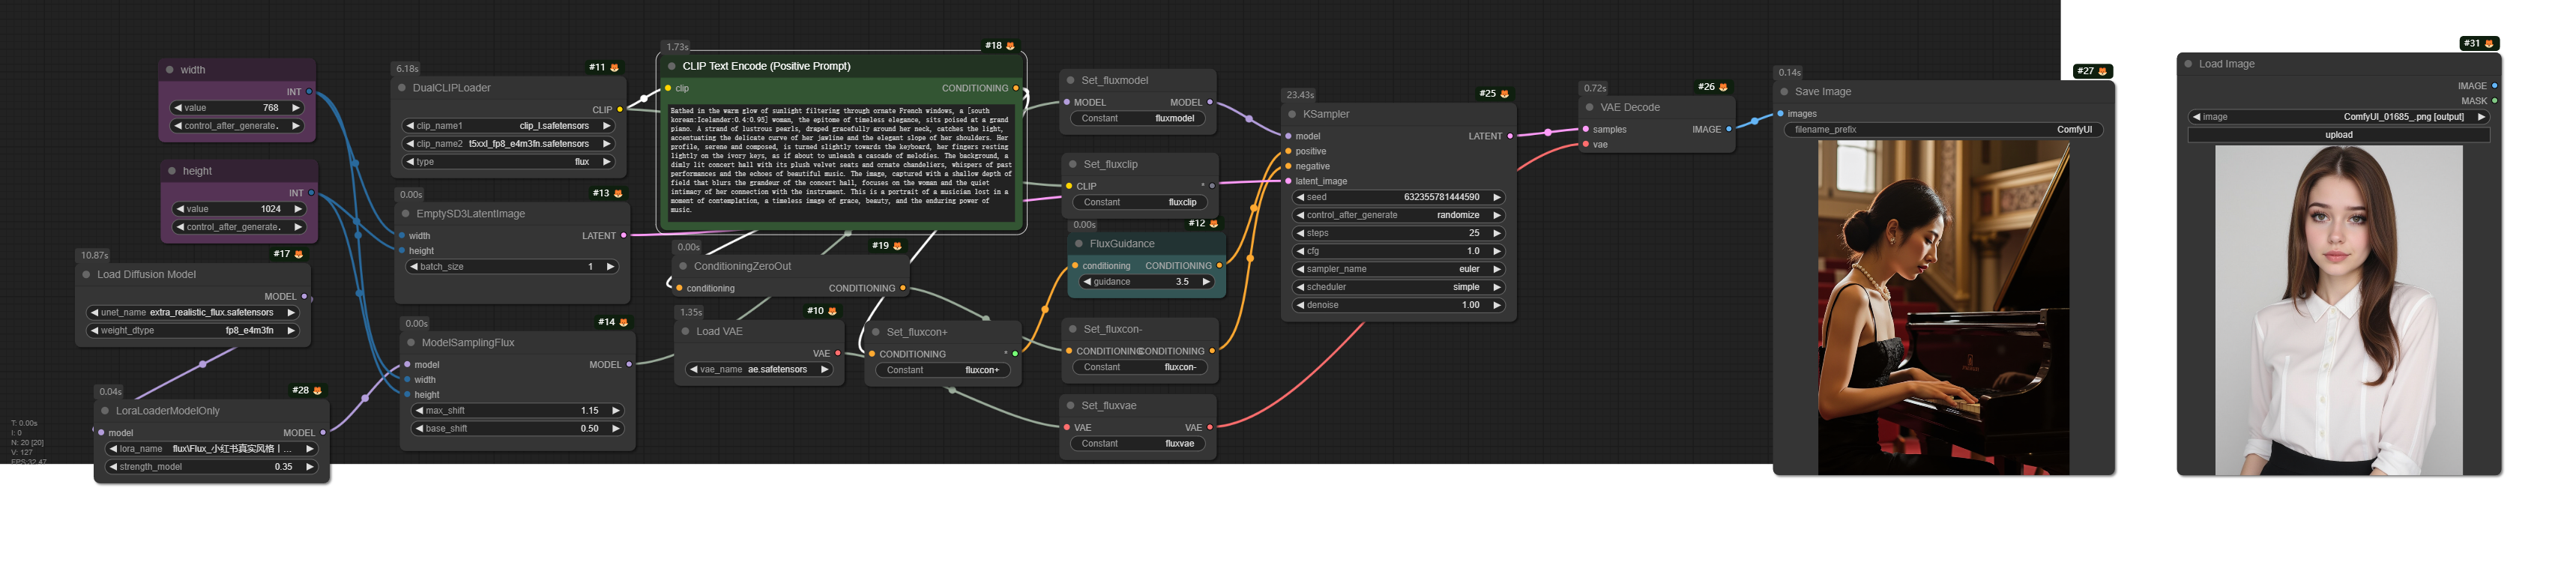 width
INT
value 768
control_after_generate.
height
INT
value 1024
control_after_generate.
10.87s
#17
Load Diffusion Model
MODEL
unet_name extra_realistic_flux.safetensors
weight_dtype fp8_e4m3fn
0.04s
#28
LoraLoaderModelOnly
model MODEL
lora_name flux\Flux_小红书真实风格丨...
strength_model 0.35
T: 0.00s
I: 0
N: 20 [20]
V: 127
FPS:32.47
6.18s
#11
DualCLIPLoader
CLIP
clip_name1 clip_l.safetensors
clip_name2 t5xxl_fp8_e4m3fn.safetensors
type flux
0.00s
#13
EmptySD3LatentImage
width LATENT
height
batch_size 1
0.00s
#14
ModelSamplingFlux
model MODEL
width
height
max_shift 1.15
base_shift 0.50
1.73s
#18
CLIP Text Encode (Positive Prompt)
clip CONDITIONING
Bathed in the warm glow of sunlight filtering through ornate French windows, a [south
korean:Icelander:0.4:0.95] woman, the epitome of timeless elegance, sits poised at a grand
piano. A strand of lustrous pearls, draped gracefully around her neck, catches the light,
accentuating the delicate curve of her jawline and the elegant slope of her shoulders. Her
profile, serene and composed, is turned slightly towards the keyboard, her fingers resting
lightly on the ivory keys, as if about to unleash a cascade of melodies. The background, a
dimly lit concert hall with its plush velvet seats and ornate chandeliers, whispers of past
performances and the echoes of beautiful music. The image, captured with a shallow depth of
field that blurs the grandeur of the concert hall, focuses on the woman and the quiet
intimacy of her connection with the instrument. This is a portrait of a musician lost in a
moment of contemplation, a timeless image of grace, beauty, and the enduring power of
music.
0.00s
#19
ConditioningZeroOut
conditioning CONDITIONING
1.35s
#10
Load VAE
VAE
vae_name ae.safetensors
Set_fluxcon+
CONDITIONING *
Constant fluxcon+
Set_fluxmodel
MODEL MODEL
Constant fluxmodel
Set_fluxclip
CLIP *
Constant fluxclip
0.00s
#12
FluxGuidance
conditioning CONDITIONING
guidance 3.5
Set_fluxcon-
CONDITIONING CONDITIONING
Constant fluxcon-
Set_fluxvae
VAE VAE
Constant fluxvae
23.43s
#25
KSampler
model LATENT
positive
negative
latent_image
seed 632355781444590
control_after_generate randomize
steps 25
cfg 1.0
sampler_name euler
scheduler simple
denoise 1.00
0.72s
#26
VAE Decode
samples IMAGE
vae
0.14s
#27
Save Image
images
filename_prefix ComfyUI
#31
Load Image
IMAGE
MASK
image ComfyUI_01685_.png [output]
upload